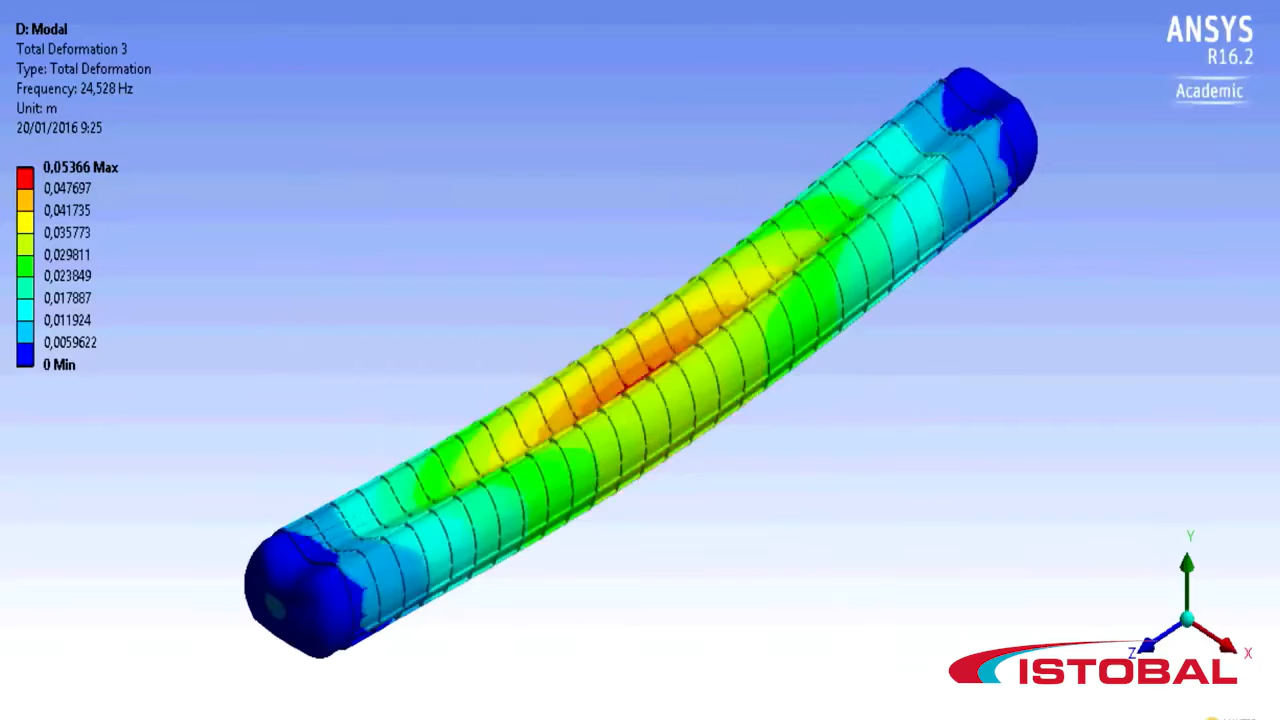 D: Modal
Total Deformation 3
Type: Total Deformation
Frequency: 24,528 Hz
Unit: m
20/01/2016 9:25
0,05366 Max
0,047697
0,041735
0,035773
0,029811
0,023849
0,017887
0,011924
0,0059622
0 Min
ANSYS
R16.2
Academic
Y
Z
X
ISTOBAL